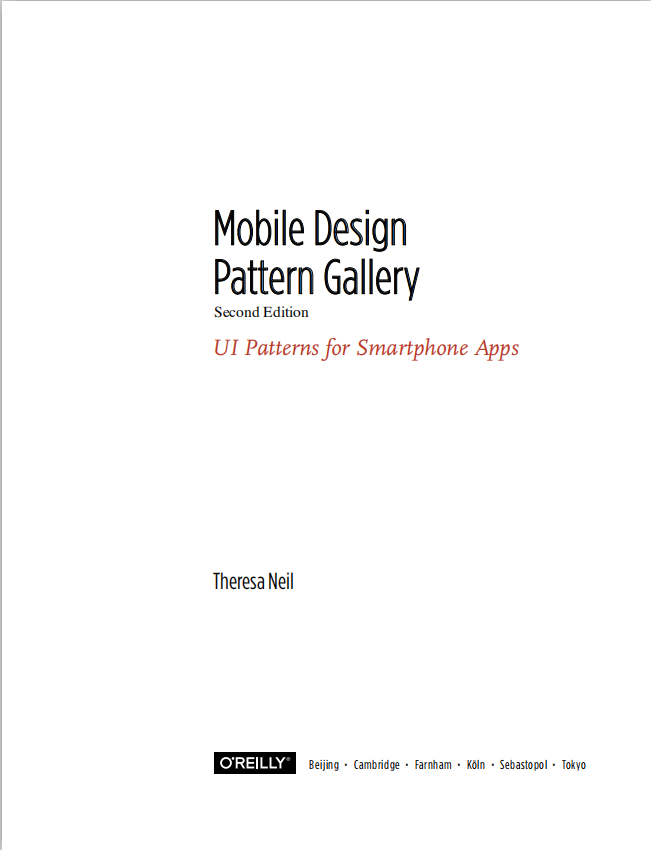 Mobile Design
Pattern Gallery
Second Edition
UI Patterns for Smartphone Apps
Theresa Neil
O'REILLY® Beijing · Cambridge · Farnham · Köln · Sebastopol · Tokyo